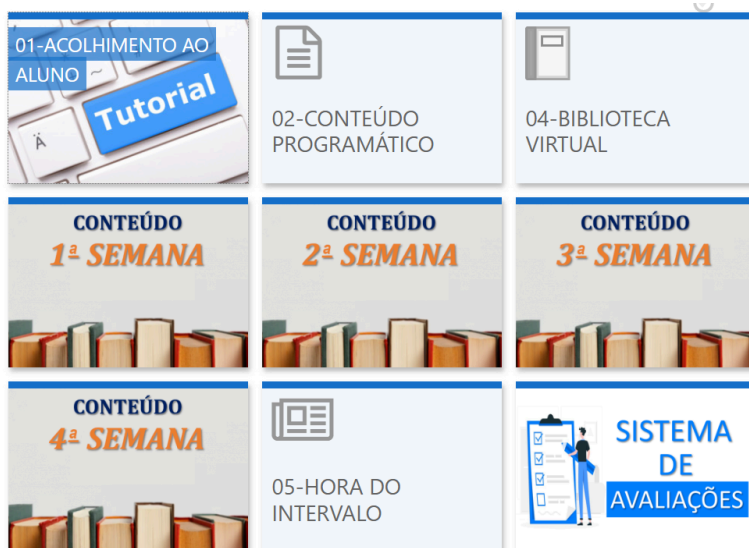 01-ACOLHIMENTO AO
ALUNO
Ä
~
Tutorial
02-CONTEÚDO
PROGRAMÁTICO
04-BIBLIOTECA
VIRTUAL
CONTEÚDO
1ª SEMANA
CONTEÚDO
2ª SEMANA
CONTEÚDO
3ª SEMANA
CONTEÚDO
4ª SEMANA
05-HORA DO
INTERVALO
SISTEMA
DE
AVALIAÇÕES